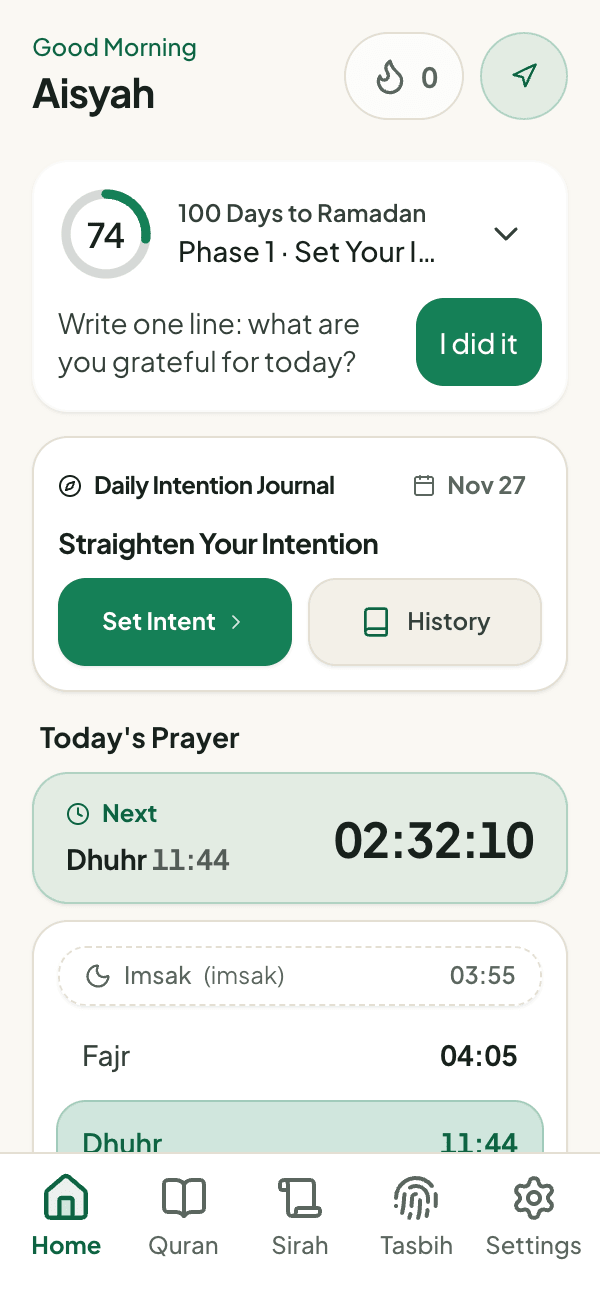 Good Morning
Aisyah
0
74
100 Days to Ramadan
Phase 1 · Set Your I...
Write one line: what are
you grateful for today?
I did it
Daily Intention Journal
Nov 27
Straighten Your Intention
Set Intent
History
Today's Prayer
Next
Dhuhr 11:44
02:32:10
Imsak (imsak) 03:55
Fajr 04:05
Dhuhr 11:44
Home Quran Sirah Tasbih Settings